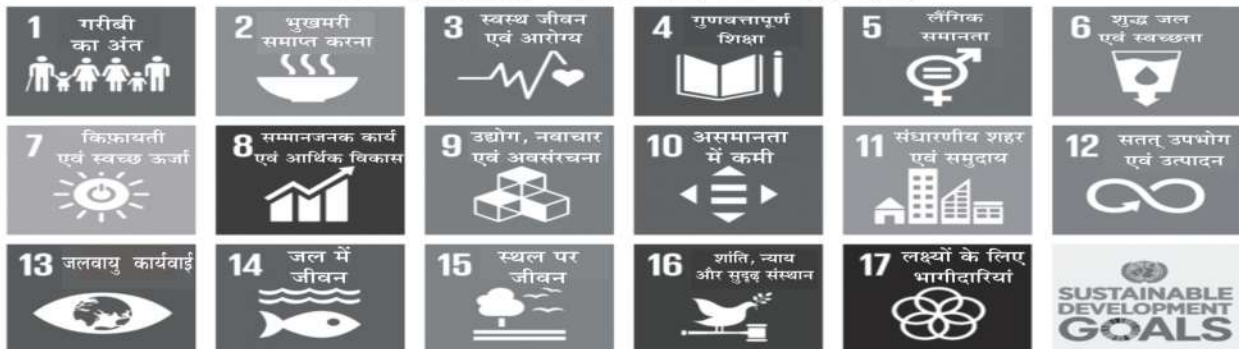 1 गरीबी
का अंत
2 भुखमरी
समाप्त करना
3 स्वस्थ जीवन
एवं आरोग्य
4 गुणवत्तापूर्ण
शिक्षा
5 लैंगिक
समानता
6 शुद्ध जल
एवं स्वच्छता
7 किफ़ायती
एवं स्वच्छ ऊर्जा
8 सम्मानजनक कार्य
एवं आर्थिक विकास
9 उद्योग, नवाचार
एवं अवसंरचना
10 असमानता
में कमी
11 संधारणीय शहर
एवं समुदाय
12 सतत् उपभोग
एवं उत्पादन
13 जलवायु कार्यवाई
14 जल में
जीवन
15 स्थल पर
जीवन
16 शांति, न्याय
और सुदृढ़ संस्थान
17 लक्ष्यों के लिए
भागीदारियां
SUSTAINABLE
DEVELOPMENT
GOALS